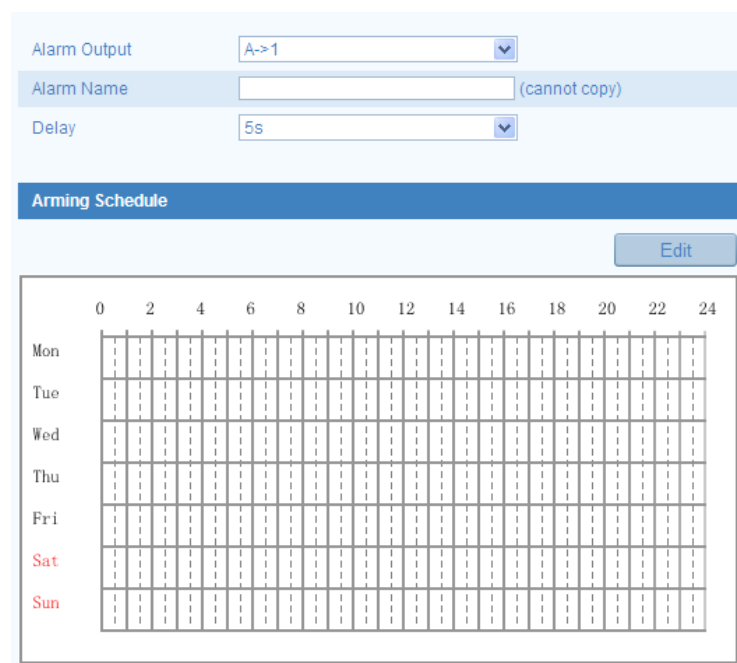 Alarm Output A->1
Alarm Name (cannot copy)
Delay 5s
Arming Schedule
Edit
0 2 4 6 8 10 12 14 16 18 20 22 24
Mon
Tue
Wed
Thu
Fri
Sat
Sun